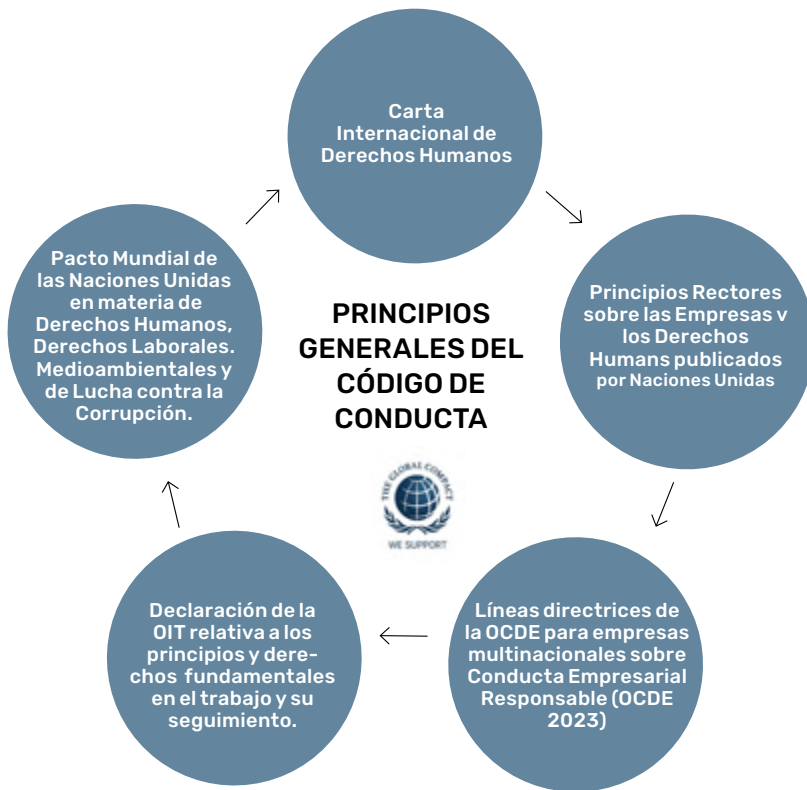 Carta
Internacional de
Derechos Humanos
Principios Rectores
sobre las Empresas v
los Derechos
Humans publicados
por Naciones Unidas
Líneas directrices de
la OCDE para empresas
multinacionales sobre
Conducta Empresarial
Responsable (OCDE
2023)
Declaración de la
OIT relativa a los
principios y dere-
chos fundamentales
en el trabajo y su
seguimiento.
Pacto Mundial de
las Naciones Unidas
en materia de
Derechos Humanos,
Derechos Laborales.
Medioambientales y
de Lucha contra la
Corrupción.
PRINCIPIOS
GENERALES DEL
CÓDIGO DE
CONDUCTA
THE GLOBAL COMPACT
WE SUPPORT